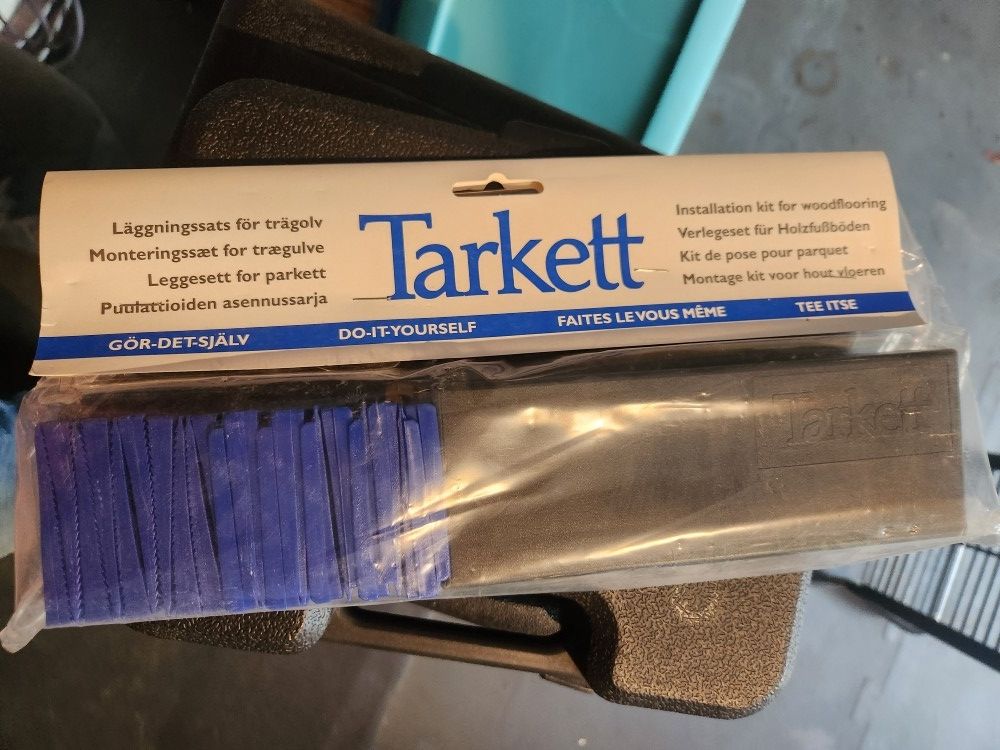 Läggningssats för trägolv
Monteringssæt for trægulve
Leggesett for parkett
Puulattioiden asennussarja
Tarkett
Installation kit for woodflooring
Verlegeset für Holzfußböden
Kit de pose pour parquet
Montage kit voor hout vloeren
GÖR-DET-SJÄLV
DO-IT-YOURSELF
FAITES LE VOUS MÊME
TEE ITSE
Tarkett